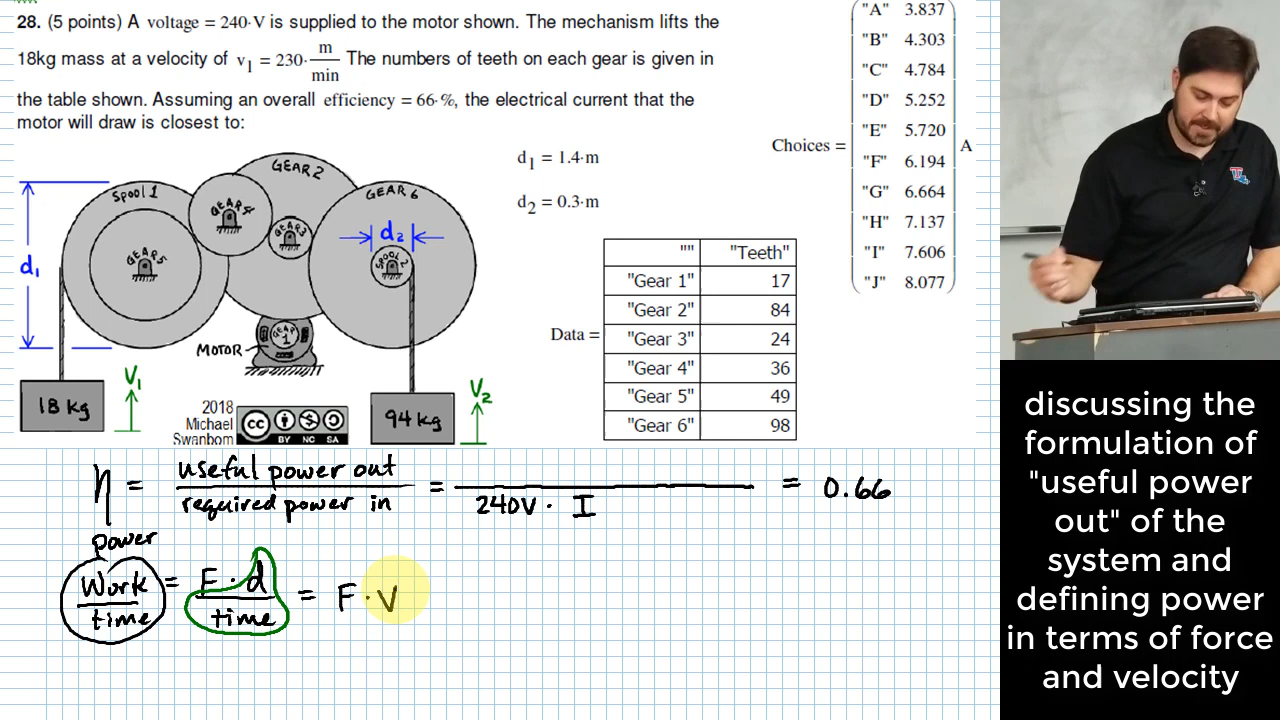 28. (5 points) A voltage = 240·V is supplied to the motor shown. The mechanism lifts the
18kg mass at a velocity of v1 = 230· m/min The numbers of teeth on each gear is given in
the table shown. Assuming an overall efficiency = 66·%, the electrical current that the
motor will draw is closest to:
Choices =
"A" 3.837
"B" 4.303
"C" 4.784
"D" 5.252
"E" 5.720
"F" 6.194
"G" 6.664
"H" 7.137
"I" 7.606
"J" 8.077
A
d1 = 1.4·m
d2 = 0.3·m
Data =
"" "Teeth"
"Gear 1" 17
"Gear 2" 84
"Gear 3" 24
"Gear 4" 36
"Gear 5" 49
"Gear 6" 98
SPOOL 1
GEAR 2
GEAR 4
GEAR 3
GEAR 6
GEAR 5
d1
d2
SPOOL 2
GEAR 1
MOTOR
V1
V2
18 kg
94 kg
2018
Michael
Swanbom
cc
BY NC SA
η = useful power out / required power in = ——— / 240V · I = 0.66
power
Work / time = F · d / time = F · V
discussing the
formulation of
"useful power
out" of the
system and
defining power
in terms of force
and velocity